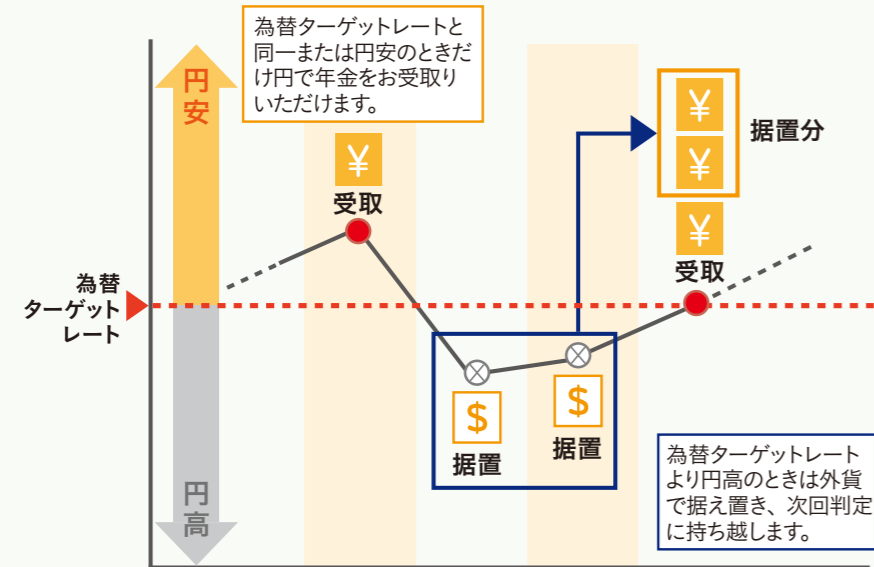 為替ターゲットレートと
同一または円安のときだ
け円で年金をお受取り
いただけます。
円安
¥
受取
¥
¥
据置分
¥
受取
為替
ターゲット
レート
$
据置
$
据置
円高
為替ターゲットレート
より円高のときは外貨
で据え置き、次回判定
に持ち越します。